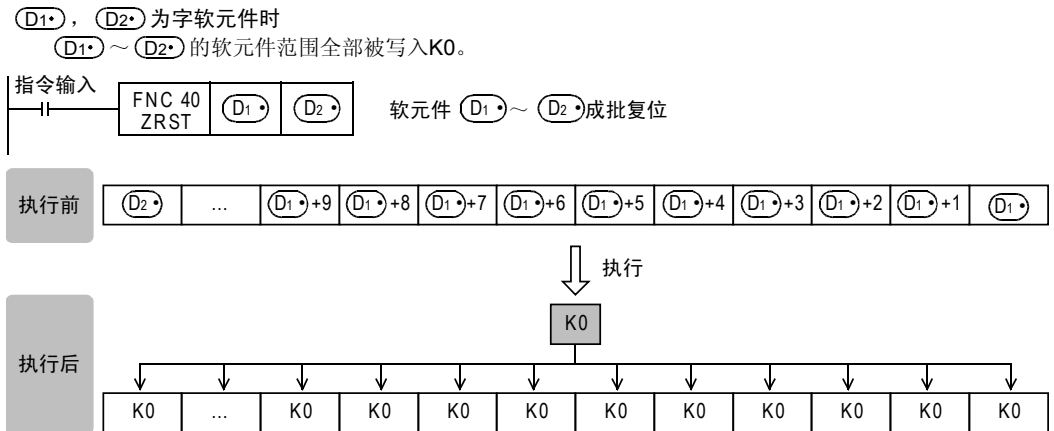 (D1•)，(D2•)为字软元件时
(D1•)～(D2•)的软元件范围全部被写入K0。
指令输入
FNC 40 ZRST (D1•) (D2•) 软元件 (D1•)～(D2•)成批复位
执行前 (D2•) … (D1•)+9 (D1•)+8 (D1•)+7 (D1•)+6 (D1•)+5 (D1•)+4 (D1•)+3 (D1•)+2 (D1•)+1 (D1•)
执行
K0
执行后
K0 … K0 K0 K0 K0 K0 K0 K0 K0 K0 K0